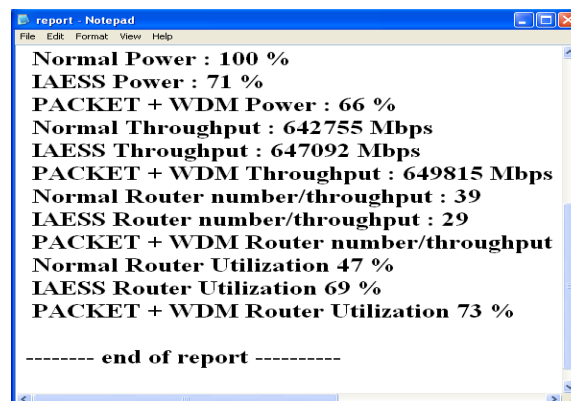 report - Notepad
File Edit Format View Help
Normal Power : 100 %
IAESS Power : 71 %
PACKET + WDM Power : 66 %
Normal Throughput : 642755 Mbps
IAESS Throughput : 647092 Mbps
PACKET + WDM Throughput : 649815 Mbps
Normal Router number/throughput : 39
IAESS Router number/throughput : 29
PACKET + WDM Router number/throughput
Normal Router Utilization 47 %
IAESS Router Utilization 69 %
PACKET + WDM Router Utilization 73 %
-------- end of report ----------